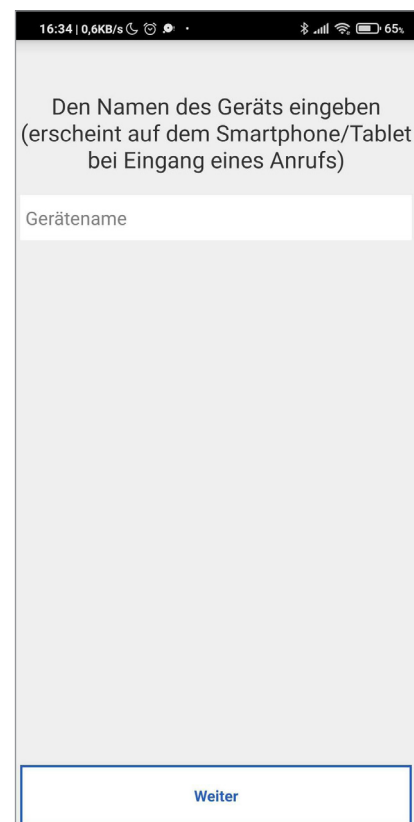 16:34 | 0,6KB/s 65%
Den Namen des Geräts eingeben
(erscheint auf dem Smartphone/Tablet
bei Eingang eines Anrufs)
Gerätename
Weiter